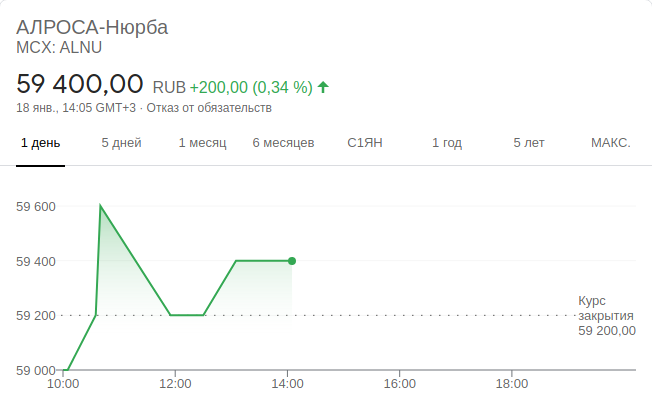 АЛРОСА-Нюрба
MCX: ALNU
59 400,00 RUB +200,00 (0,34 %)
18 янв., 14:05 GMT+3 · Отказ от обязательств
1 день 5 дней 1 месяц 6 месяцев С1ЯН 1 год 5 лет МАКС.
59 600
59 400
59 200
59 000
Курс
закрытия
59 200,00
10:00 12:00 14:00 16:00 18:00